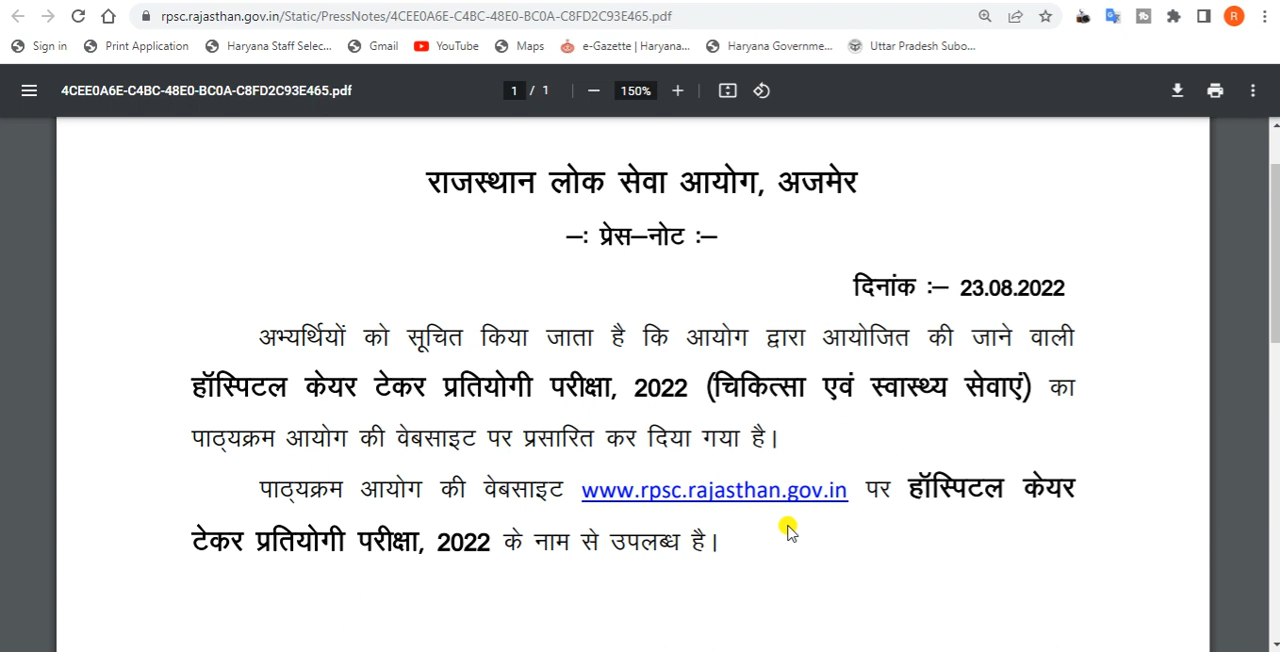 rpsc.rajasthan.gov.in/Static/PressNotes/4CEE0A6E-C4BC-48E0-BC0A-C8FD2C93E465.pdf
R
Sign in Print Application Haryana Staff Selec... Gmail YouTube Maps e-Gazette | Haryana... Haryana Governme... Uttar Pradesh Subo...
4CEE0A6E-C4BC-48E0-BC0A-C8FD2C93E465.pdf 1 / 1 150%
राजस्थान लोक सेवा आयोग, अजमेर
–: प्रेस–नोट :–
दिनांक :– 23.08.2022
अभ्यर्थियों को सूचित किया जाता है कि आयोग द्वारा आयोजित की जाने वाली
हॉस्पिटल केयर टेकर प्रतियोगी परीक्षा, 2022 (चिकित्सा एवं स्वास्थ्य सेवाएं) का
पाठ्यक्रम आयोग की वेबसाइट पर प्रसारित कर दिया गया है।
पाठ्यक्रम आयोग की वेबसाइट www.rpsc.rajasthan.gov.in पर हॉस्पिटल केयर
टेकर प्रतियोगी परीक्षा, 2022 के नाम से उपलब्ध है।